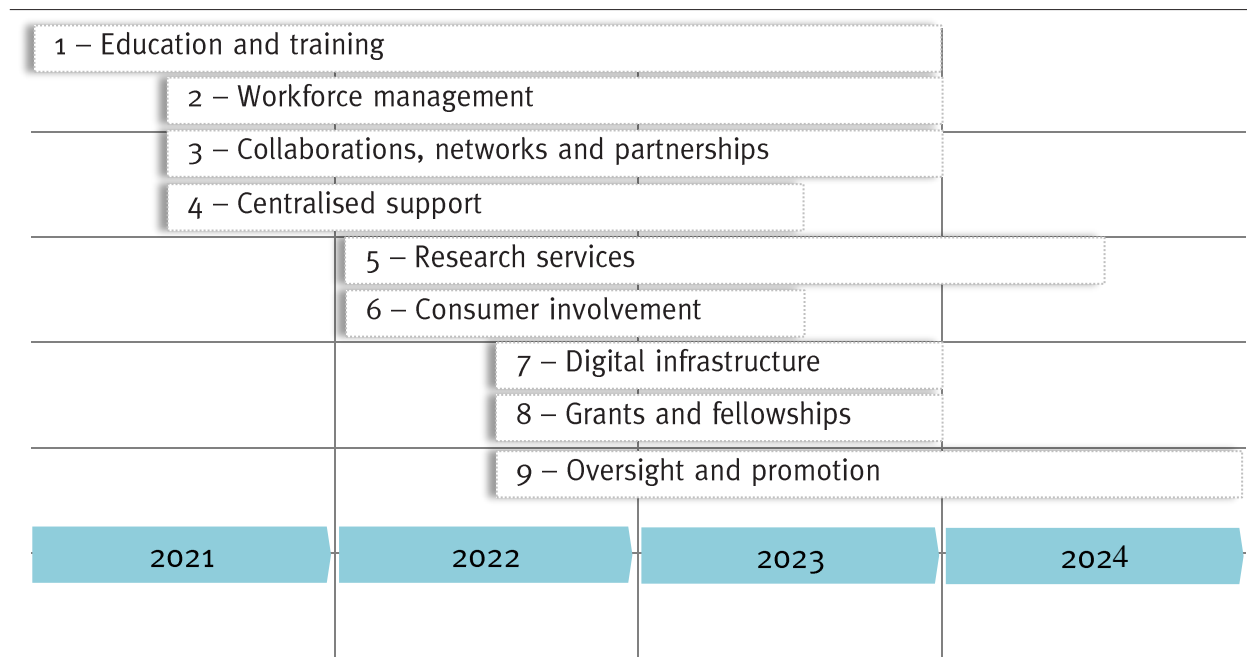 1 – Education and training
2 – Workforce management
3 – Collaborations, networks and partnerships
4 – Centralised support
5 – Research services
6 – Consumer involvement
7 – Digital infrastructure
8 – Grants and fellowships
9 – Oversight and promotion
2021 2022 2023 2024